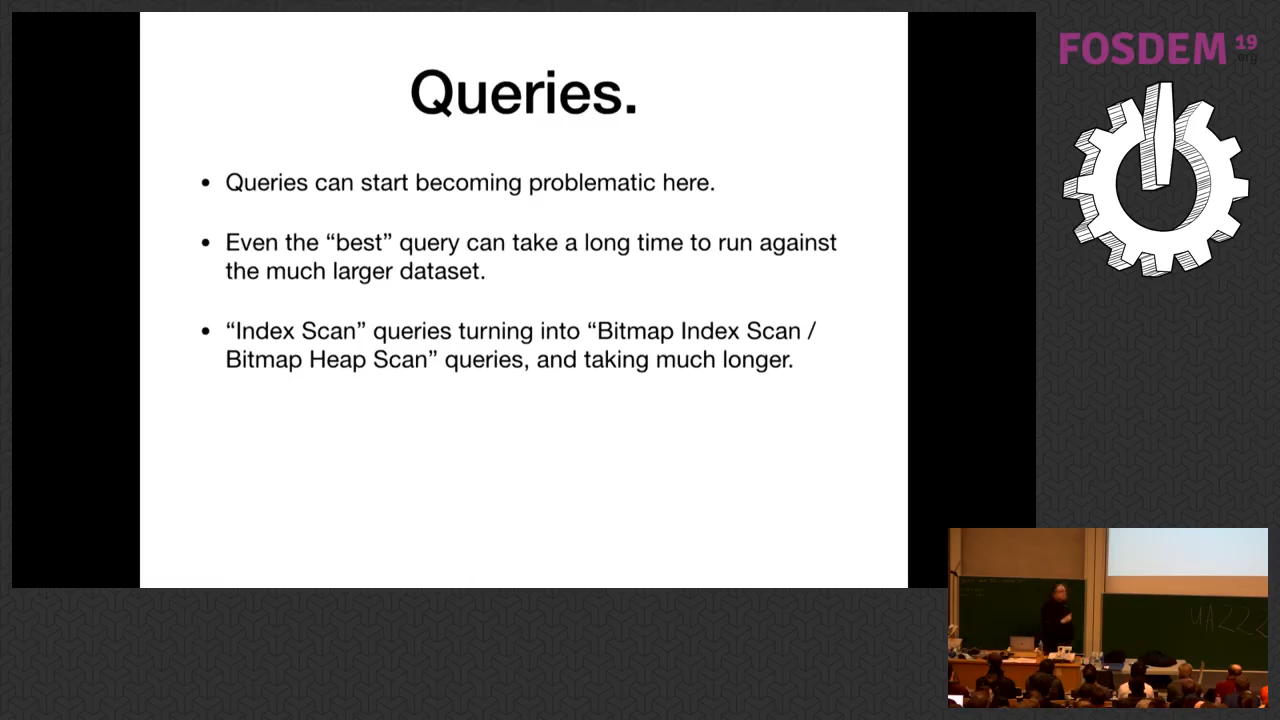 Queries.
• Queries can start becoming problematic here.
• Even the “best” query can take a long time to run against
the much larger dataset.
• “Index Scan” queries turning into “Bitmap Index Scan /
Bitmap Heap Scan” queries, and taking much longer.
FOSDEM 19
.org